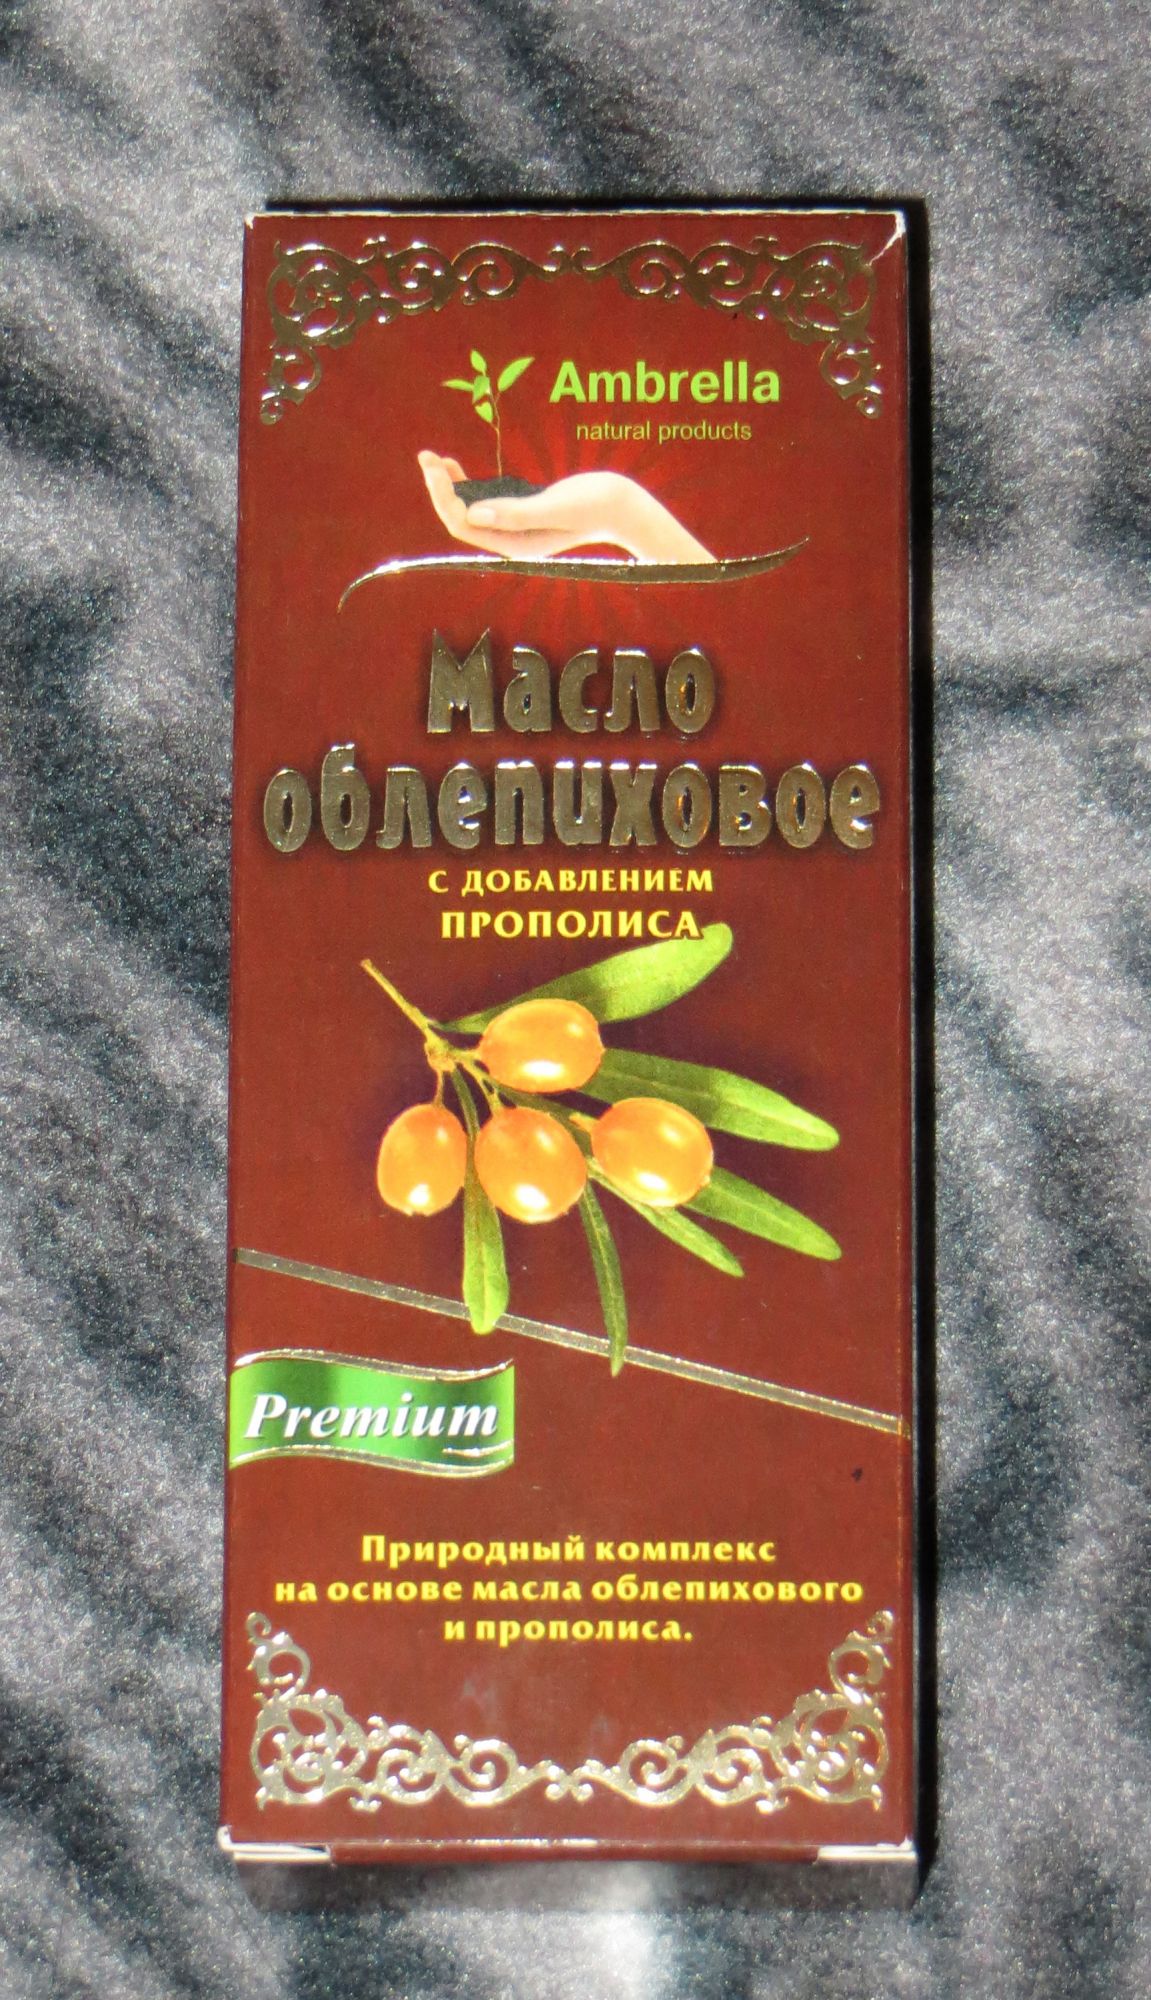 Ambrella
natural products
Масло
облепиховое
С ДОБАВЛЕНИЕМ
ПРОПОЛИСА
Premium
Природный комплекс
на основе масла облепихового
и прополиса.